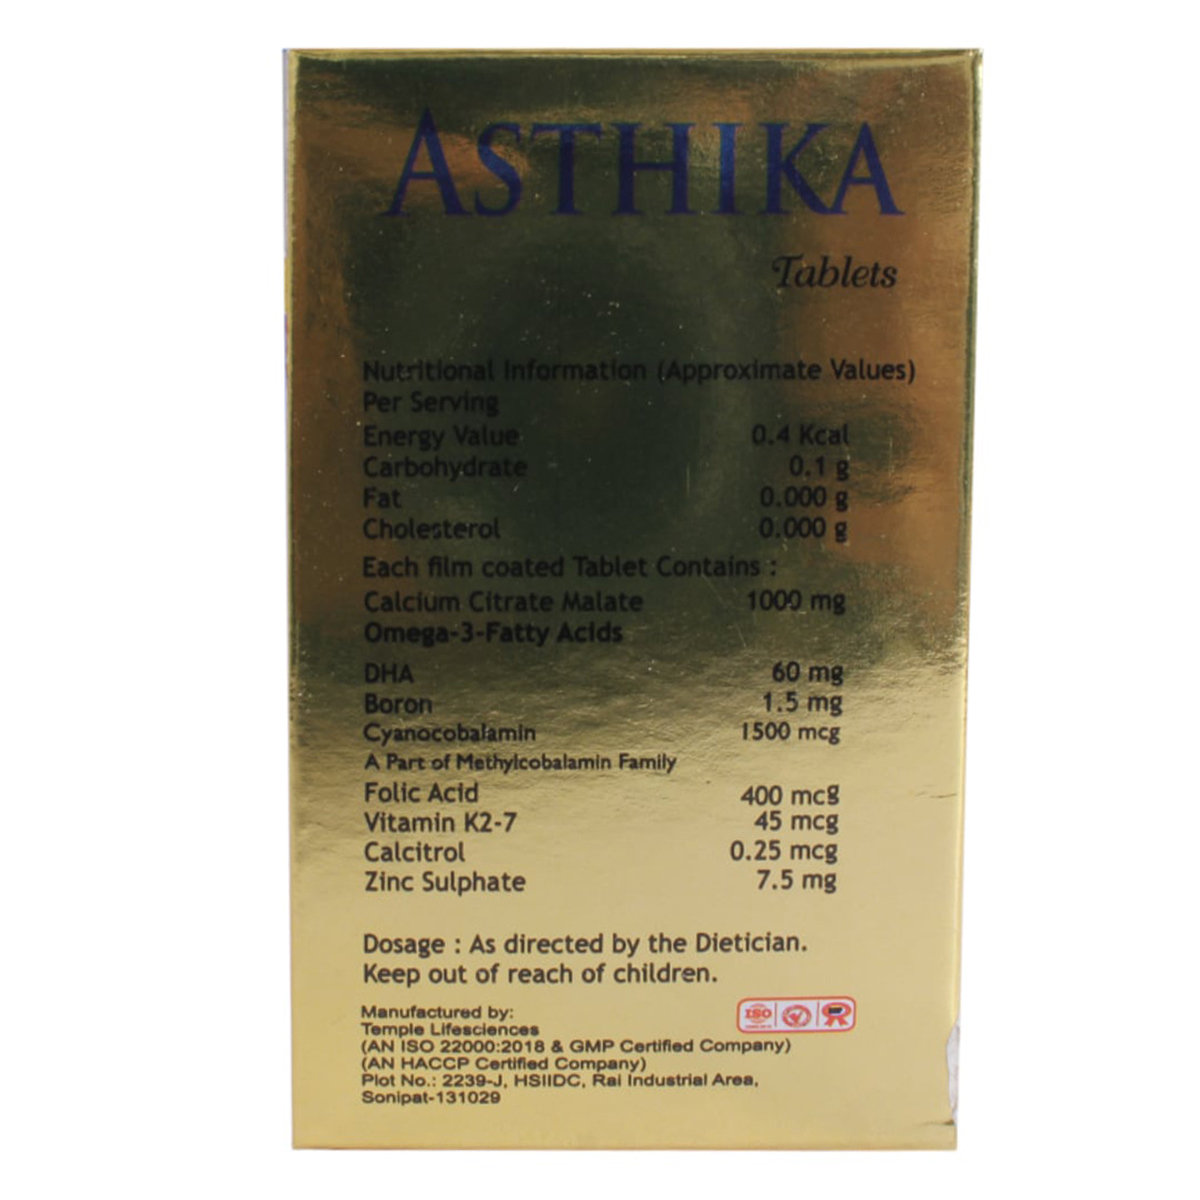 ASTHIKA
Tablets
Nutritional Information (Approximate Values)
Per Serving
Energy Value 0.4 Kcal
Carbohydrate 0.1 g
Fat 0.000 g
Cholesterol 0.000 g
Each film coated Tablet Contains :
Calcium Citrate Malate 1000 mg
Omega-3-Fatty Acids
DHA 60 mg
Boron 1.5 mg
Cyanocobalamin 1500 mcg
A Part of Methylcobalamin Family
Folic Acid 400 mcg
Vitamin K2-7 45 mcg
Calcitrol 0.25 mcg
Zinc Sulphate 7.5 mg
Dosage : As directed by the Dietician.
Keep out of reach of children.
Manufactured by:
Temple Lifesciences
(AN ISO 22000:2018 & GMP Certified Company)
(AN HACCP Certified Company)
Plot No.: 2239-J, HSIIDC, Rai Industrial Area,
Sonipat-131029
ISO